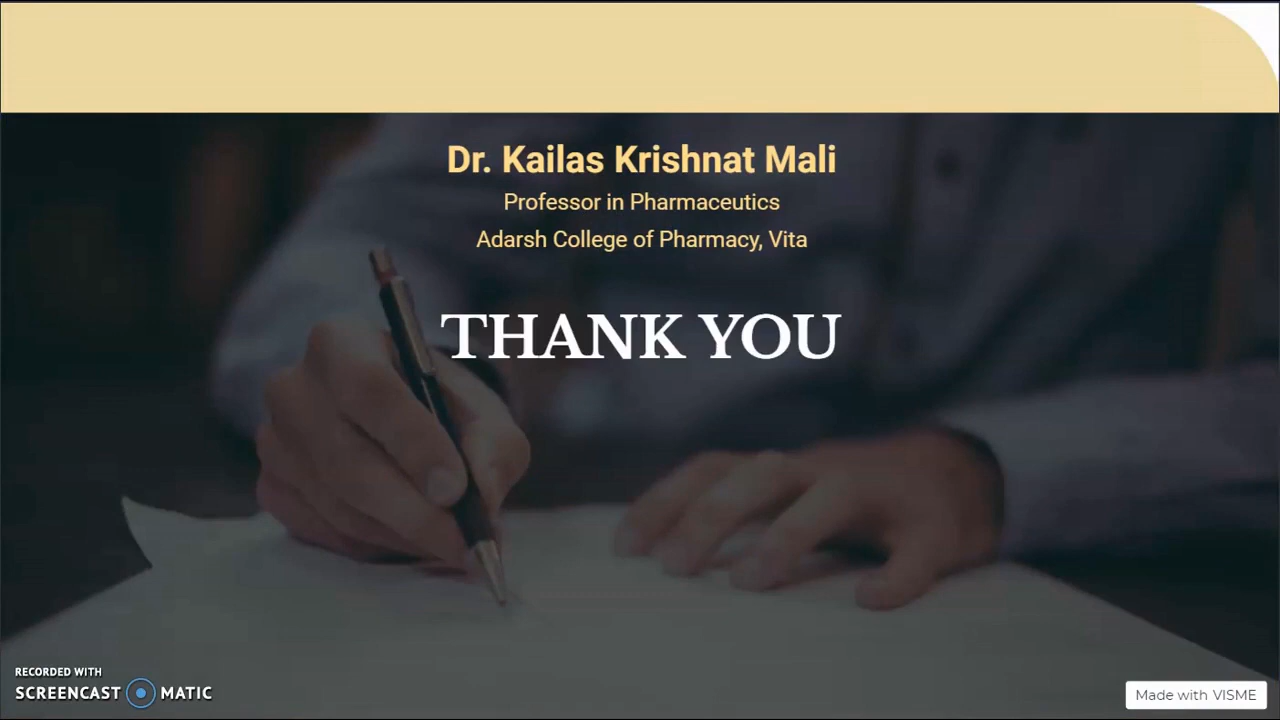 Dr. Kailas Krishnat Mali
Professor in Pharmaceutics
Adarsh College of Pharmacy, Vita
THANK YOU
RECORDED WITH
SCREENCAST MATIC
Made with VISME